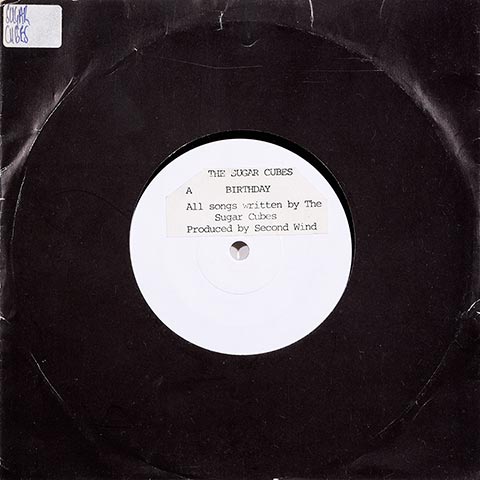 SUGAR
CUBES
THE SUGAR CUBES
A BIRTHDAY
All songs written by The
Sugar Cubes
Produced by Second Wind